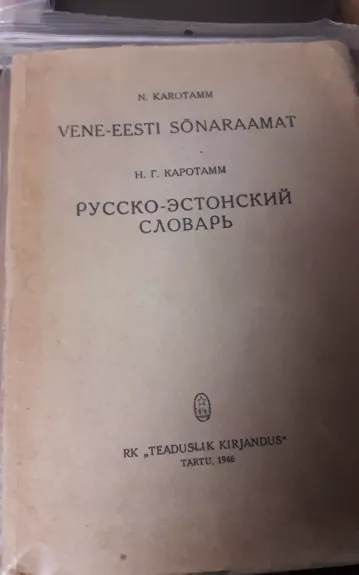 N. KAROTAMM
VENE-EESTI SÕNARAAMAT
Н. Г. КАРОТАММ
РУССКО-ЭСТОНСКИЙ
СЛОВАРЬ
RK „TEADUSLIK KIRJANDUS"
TARTU, 1946